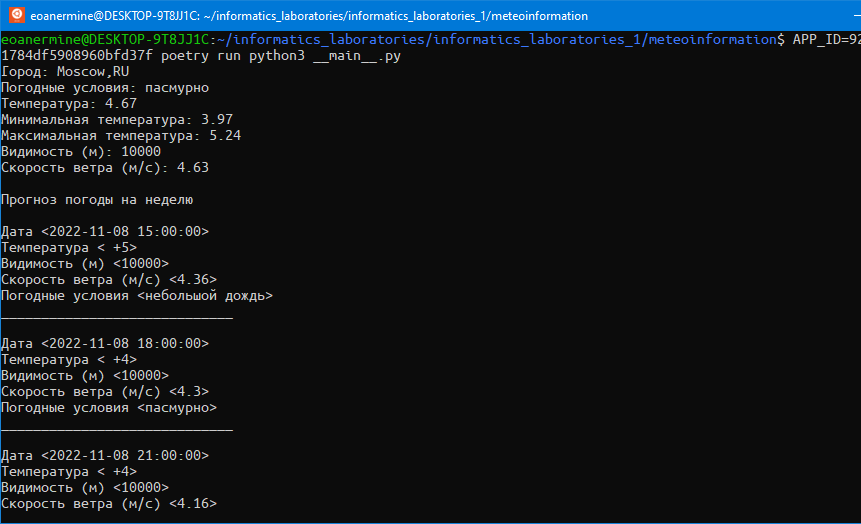 eoanermine@DESKTOP-9T8JJ1C: ~/informatics_laboratories/informatics_laboratories_1/meteoinformation
eoanermine@DESKTOP-9T8JJ1C:~/informatics_laboratories/informatics_laboratories_1/meteoinformation$ APP_ID=92
1784df5908960bfd37f poetry run python3 __main__.py
Город: Moscow,RU
Погодные условия: пасмурно
Температура: 4.67
Минимальная температура: 3.97
Максимальная температура: 5.24
Видимость (м): 10000
Скорость ветра (м/с): 4.63
Прогноз погоды на неделю
Дата <2022-11-08 15:00:00>
Температура < +5>
Видимость (м) <10000>
Скорость ветра (м/с) <4.36>
Погодные условия <небольшой дождь>
_____________________________
Дата <2022-11-08 18:00:00>
Температура < +4>
Видимость (м) <10000>
Скорость ветра (м/с) <4.3>
Погодные условия <пасмурно>
_____________________________
Дата <2022-11-08 21:00:00>
Температура < +4>
Видимость (м) <10000>
Скорость ветра (м/с) <4.16>